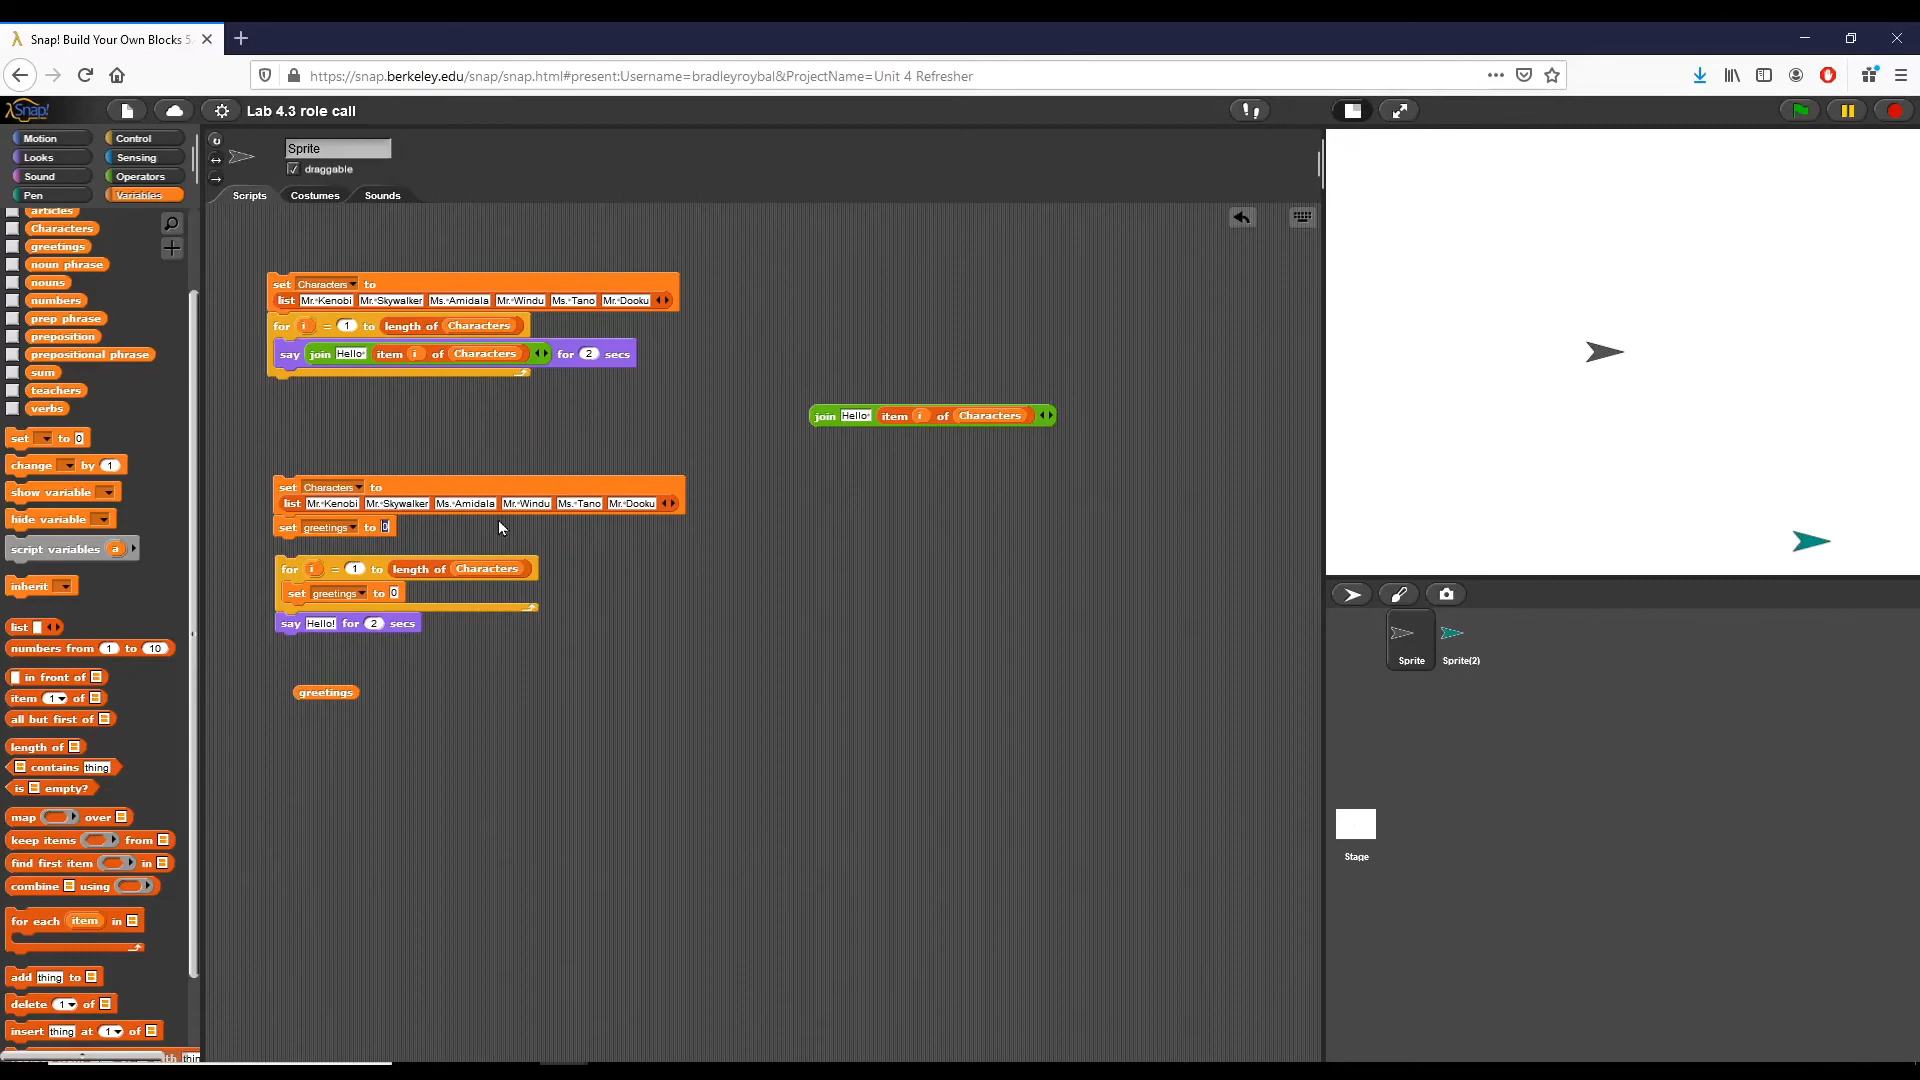 Snap! Build Your Own Blocks 5.
https://snap.berkeley.edu/snap/snap.html#present:Username=bradleyroybal&ProjectName=Unit 4 Refresher
Snap!
Lab 4.3 role call
Motion Control
Looks Sensing
Sound Operators
Pen Variables
Sprite
draggable
Scripts Costumes Sounds
articles
Characters
greetings
noun phrase
nouns
numbers
prep phrase
preposition
prepositional phrase
sum
teachers
verbs
set to 0
change by 1
show variable
hide variable
script variables a
inherit
list
numbers from 1 to 10
in front of
item 1 of
all but first of
length of
contains thing
is empty?
map over
keep items from
find first item in
combine using
for each item in
add thing to
delete 1 of
insert thing at 1 of
set Characters to
list Mr. Kenobi Mr. Skywalker Ms. Amidala Mr. Windu Ms. Tano Mr. Dooku
for i = 1 to length of Characters
say join Hello item i of Characters for 2 secs
join Hello item i of Characters
set Characters to
list Mr. Kenobi Mr. Skywalker Ms. Amidala Mr. Windu Ms. Tano Mr. Dooku
set greetings to 0
for i = 1 to length of Characters
set greetings to 0
say Hello! for 2 secs
greetings
Sprite Sprite(2)
Stage